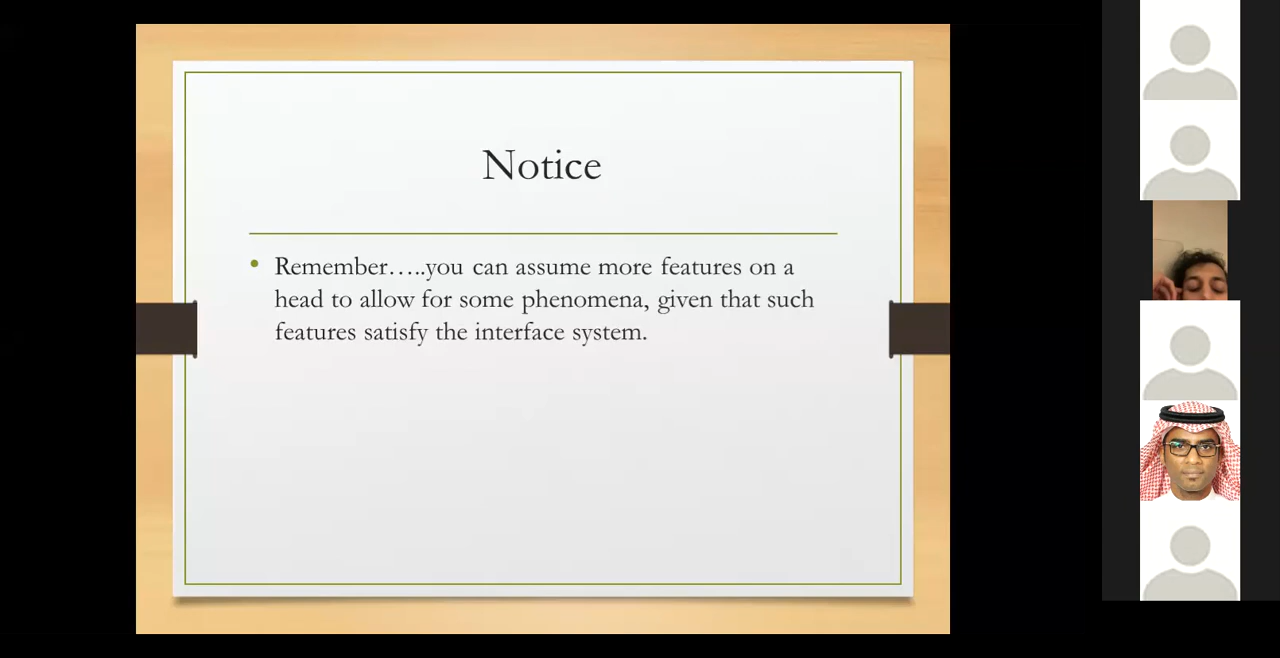 Notice
Remember…..you can assume more features on a
head to allow for some phenomena, given that such
features satisfy the interface system.